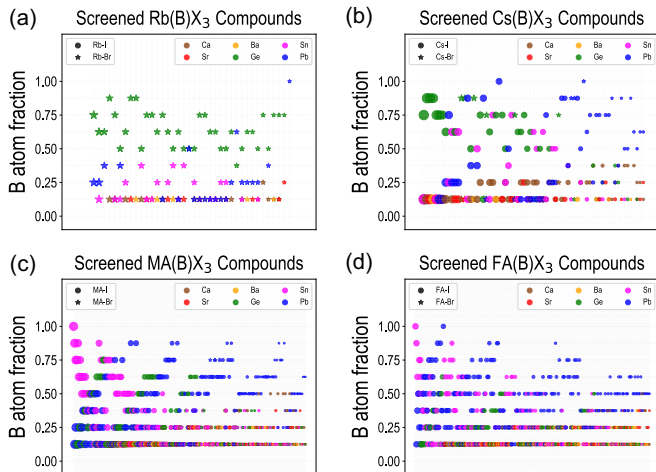 (a) Screened Rb(B)X₃ Compounds
Rb-I Ca Ba Sn
Rb-Br Sr Ge Pb
1.00
0.75
0.50
0.25
0.00
B atom fraction
(b) Screened Cs(B)X₃ Compounds
Cs-I Ca Ba Sn
Cs-Br Sr Ge Pb
1.00
0.75
0.50
0.25
0.00
B atom fraction
(c) Screened MA(B)X₃ Compounds
MA-I Ca Ba Sn
MA-Br Sr Ge Pb
1.00
0.75
0.50
0.25
0.00
B atom fraction
(d) Screened FA(B)X₃ Compounds
FA-I Ca Ba Sn
FA-Br Sr Ge Pb
1.00
0.75
0.50
0.25
0.00
B atom fraction